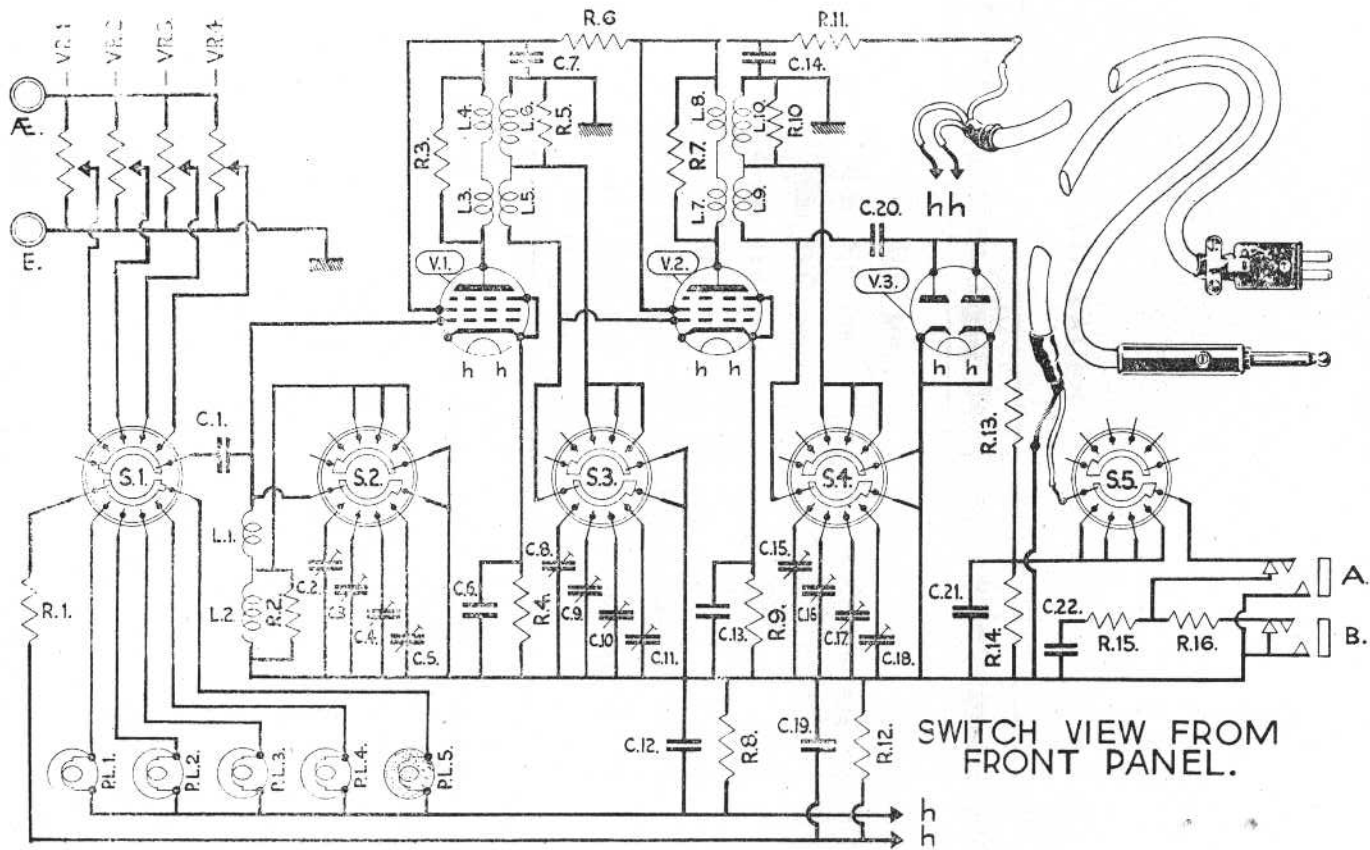 VR.1
VR.2
VR.3
VR.4
Æ.
E.
R.6
R.11.
C.7.
C.14.
L.4.
L.6.
R.5.
R.3.
L.3.
L.5.
L.8.
L.10.
R.10
R.7.
L.7.
L.9.
h h
C.20.
V.1.
V.2.
V.3.
h h
h h
h h
C.1.
S.1.
S.2.
S.3.
S.4.
S.5.
R.13.
L.1.
L.2.
R.2.
C.2.
C.3.
C.4.
C.5.
C.6.
R.4.
C.8.
C.9.
C.10
C.11.
C.13.
R.9.
C.15.
C.16
C.17.
C.18.
C.21.
R.14.
C.22.
R.15.
R.16.
A.
B.
R.1.
P.L.1.
P.L.2.
P.L.3.
P.L.4.
P.L.5.
C.12.
R.8.
C.19.
R.12.
SWITCH VIEW FROM
FRONT PANEL.
h
h